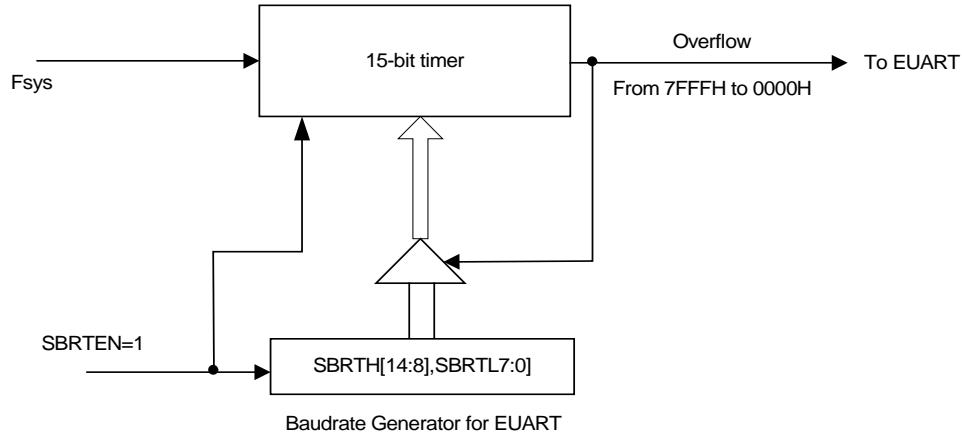 15-bit timer
Overflow
To EUART
Fsys
From 7FFFH to 0000H
SBRTEN=1
SBRTH[14:8],SBRTL7:0]
Baudrate Generator for EUART